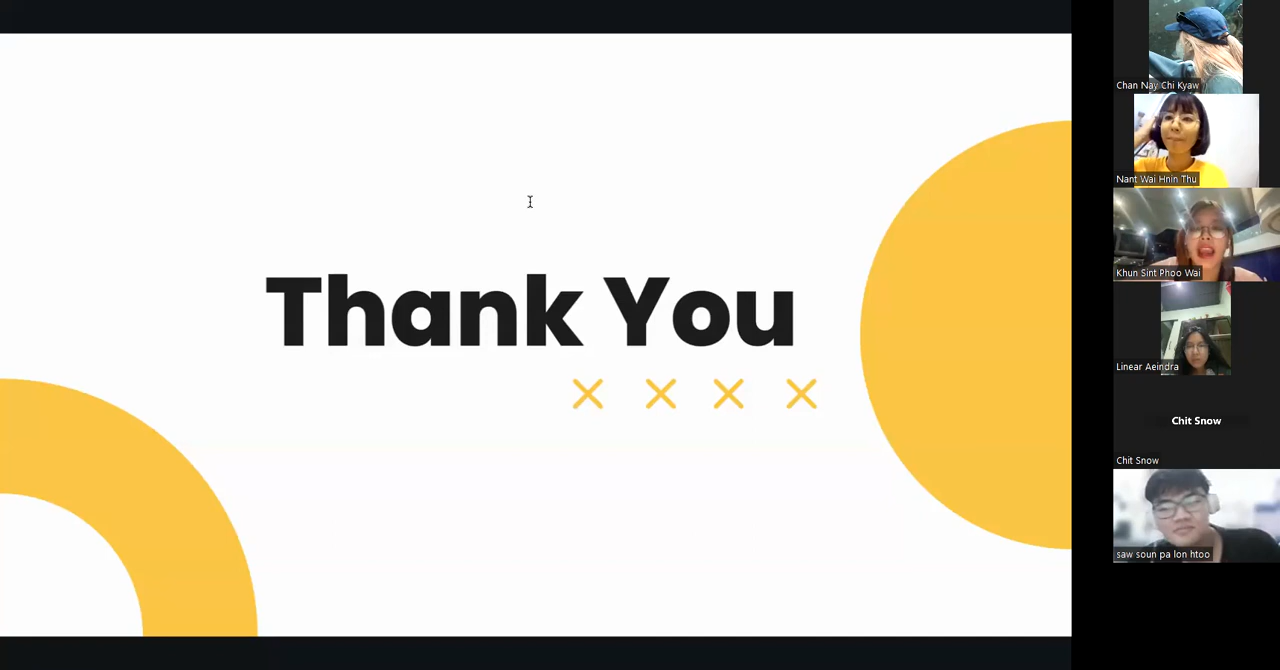 Thank You
Chan Nay Chi Kyaw
Nant Wai Hnin Thu
Khun Sint Phoo Wai
Linear Aeindra
Chit Snow
Chit Snow
saw soun pa lon htoo